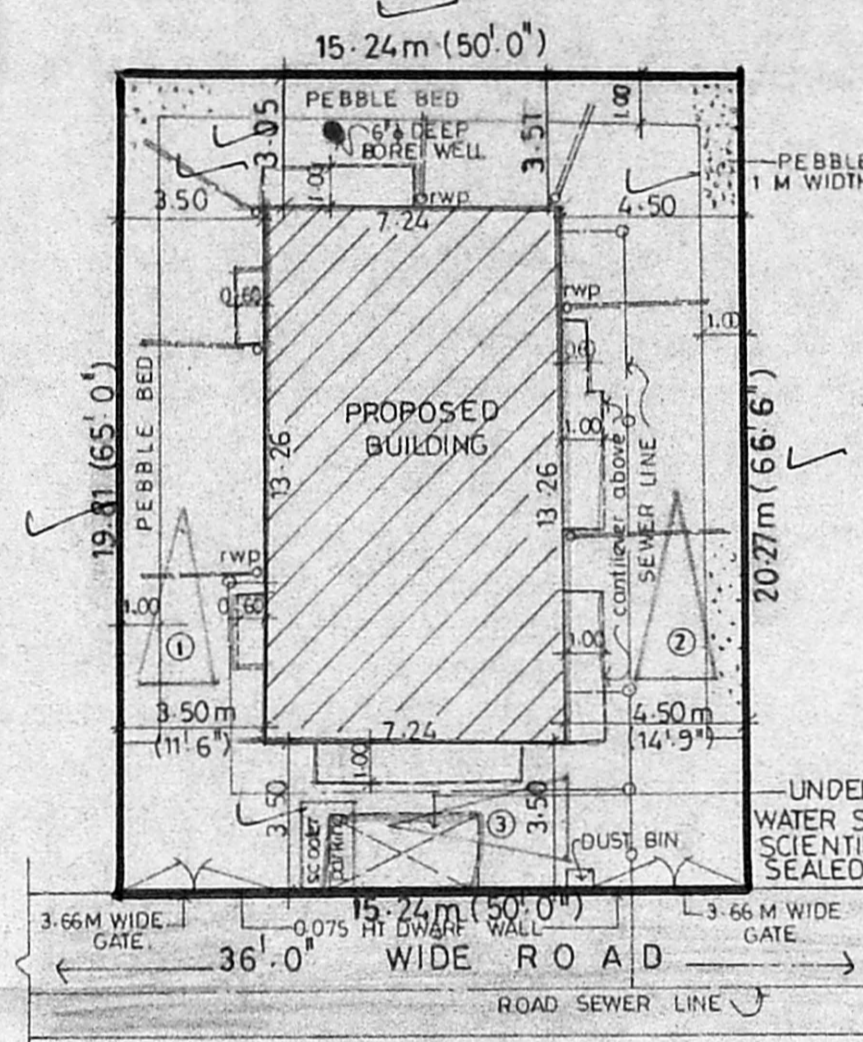 15.24m (50'.0")
PEBBLE BED
3.05
6"ϕ DEEP
BORE WELL
3.51
1.00
PEBBLE
1 M WIDTH
3.50
1.00
rwp
4.50
7.24
0.60
rwp
1.00
0.6
PEBBLE BED
19.81 (65'.0")
PROPOSED
BUILDING
13.26
13.26
1.00
cantilever above
SEWER LINE
20.27m (66'.6")
rwp
1.00
0.60
1.00
1
2
3.50m
(11'.6")
7.24
4.50m
(14'.9")
1.00
3.50
3.50
3
scooter
parking
DUST BIN
UNDE
WATER S
SCIENTI
SEALED
15.24m (50'.0")
3.66M WIDE
GATE.
0.075 HT DWARF WALL
3.66 M WIDE
GATE
36'.0" WIDE ROAD
ROAD SEWER LINE